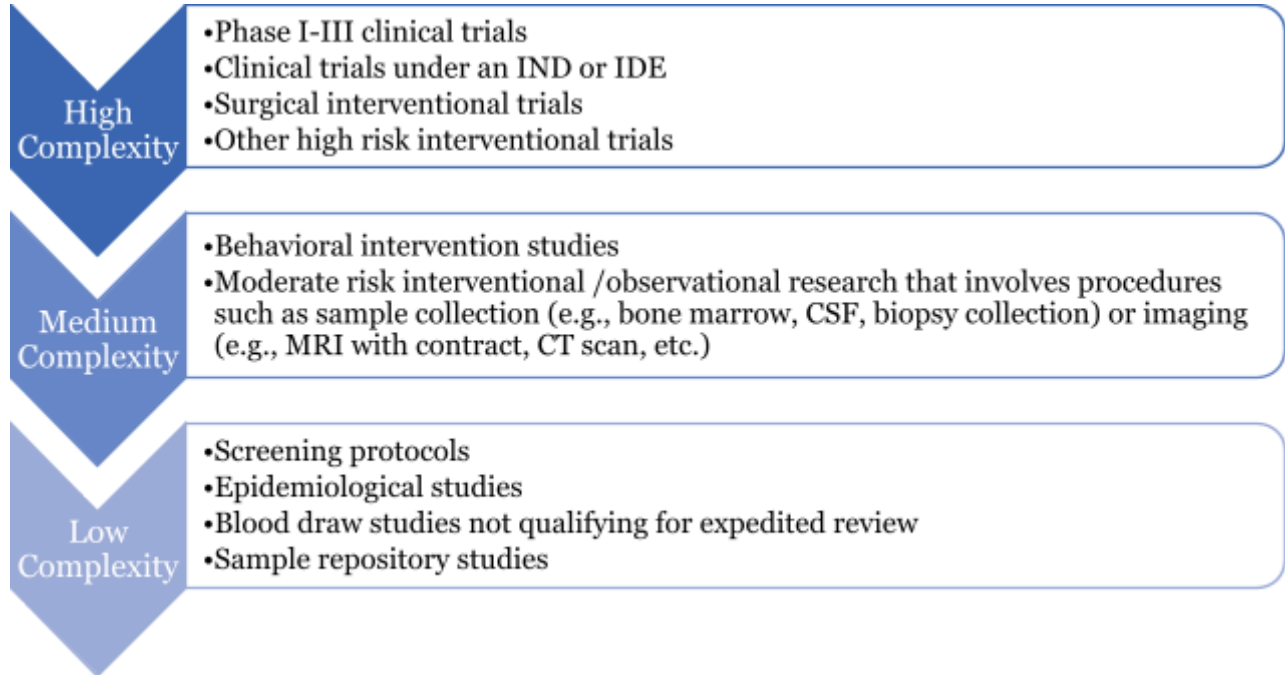 High
Complexity
•Phase I-III clinical trials
•Clinical trials under an IND or IDE
•Surgical interventional trials
•Other high risk interventional trials
Medium
Complexity
•Behavioral intervention studies
•Moderate risk interventional /observational research that involves procedures
such as sample collection (e.g., bone marrow, CSF, biopsy collection) or imaging
(e.g., MRI with contract, CT scan, etc.)
Low
Complexity
•Screening protocols
•Epidemiological studies
•Blood draw studies not qualifying for expedited review
•Sample repository studies